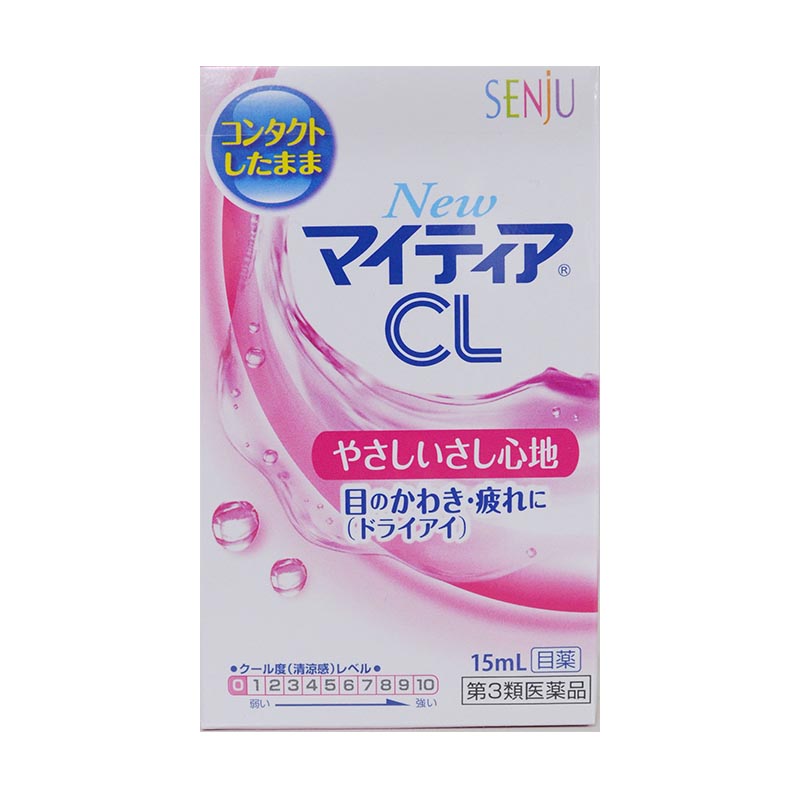 SENJU
コンタクト
したまま
New
マイティア®
CL
やさしいさし心地
目のかわき・疲れに
(ドライアイ)
●クール度(清涼感)レベル●
0 1 2 3 4 5 6 7 8 9 10
弱い 強い
15mL 目薬
第3類医薬品